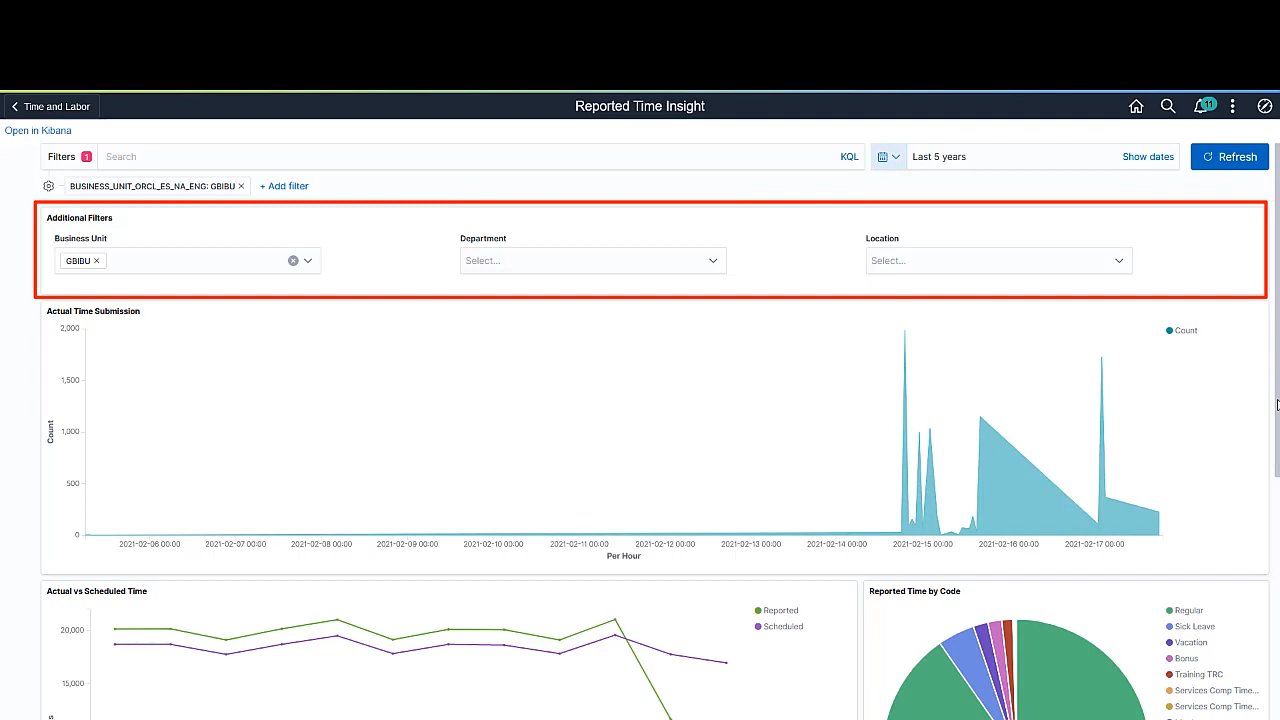 Time and Labor
Reported Time Insight
11
Open in Kibana
Filters 1 Search KQL Last 5 years Show dates Refresh
BUSINESS_UNIT_ORCL_ES_NA_ENG: GBIBU × + Add filter
Additional Filters
Business Unit Department Location
GBIBU × Select... Select...
Actual Time Submission
2,000
1,500
1,000
500
0
Count
Count
2021-02-06 00:00 2021-02-07 00:00 2021-02-08 00:00 2021-02-09 00:00 2021-02-10 00:00 2021-02-11 00:00 2021-02-12 00:00 2021-02-13 00:00 2021-02-14 00:00 2021-02-15 00:00 2021-02-16 00:00 2021-02-17 00:00
Per Hour
Actual vs Scheduled Time
20,000
15,000
Reported
Scheduled
Reported Time by Code
Regular
Sick Leave
Vacation
Bonus
Training TRC
Services Comp Time...
Services Comp Time...